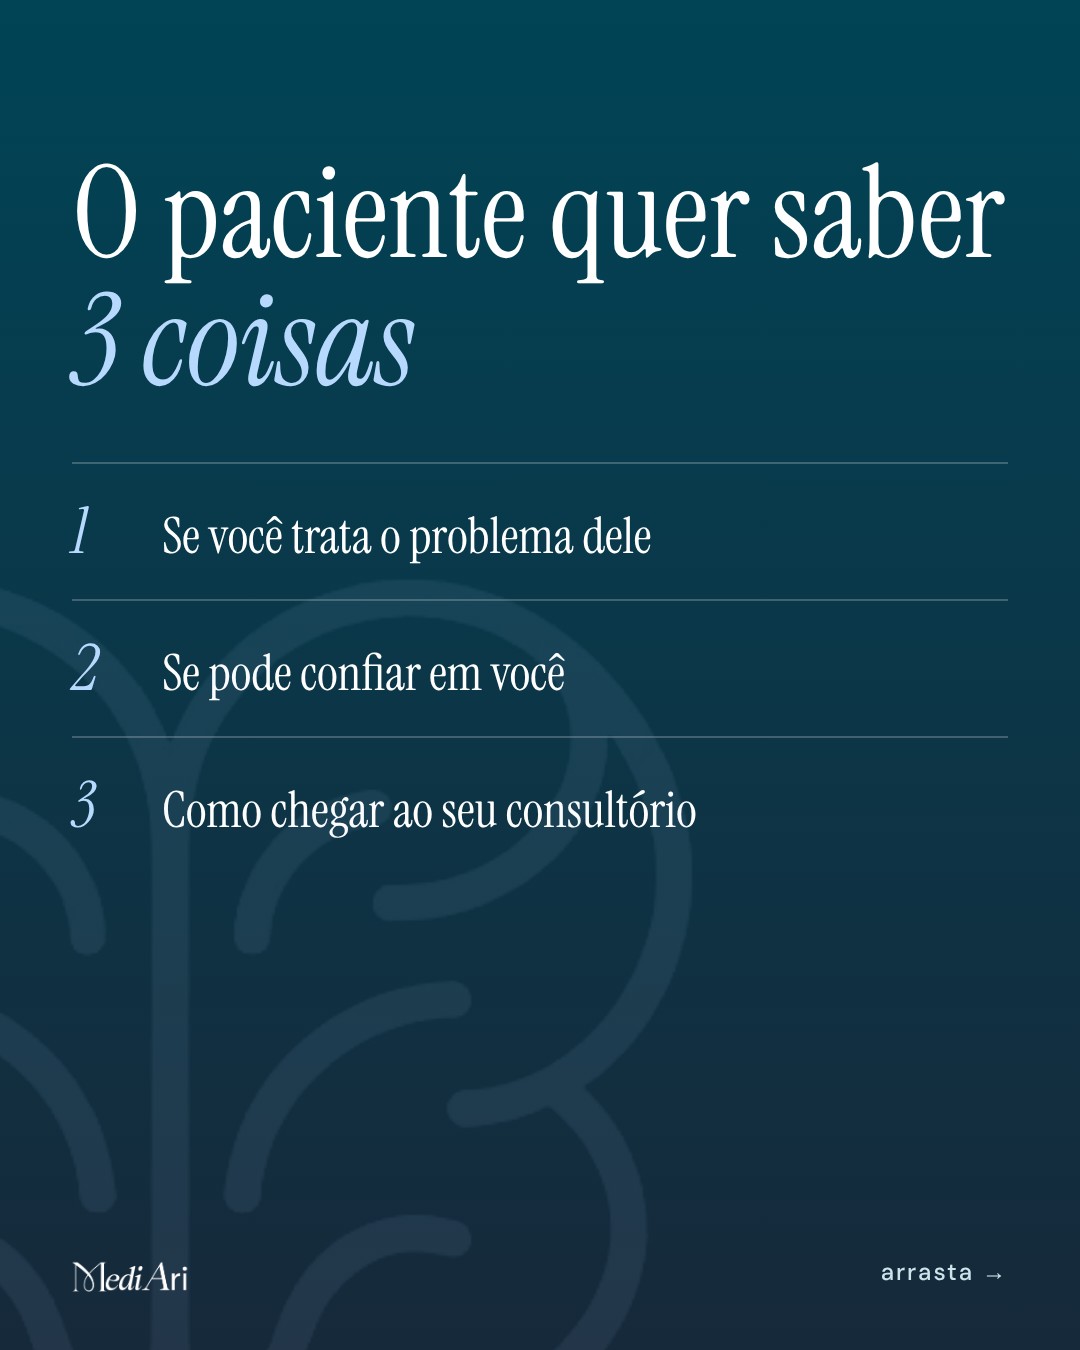 O paciente quer saber
3 coisas
1 Se você trata o problema dele
2 Se pode confiar em você
3 Como chegar ao seu consultório
MediAri
arrasta →